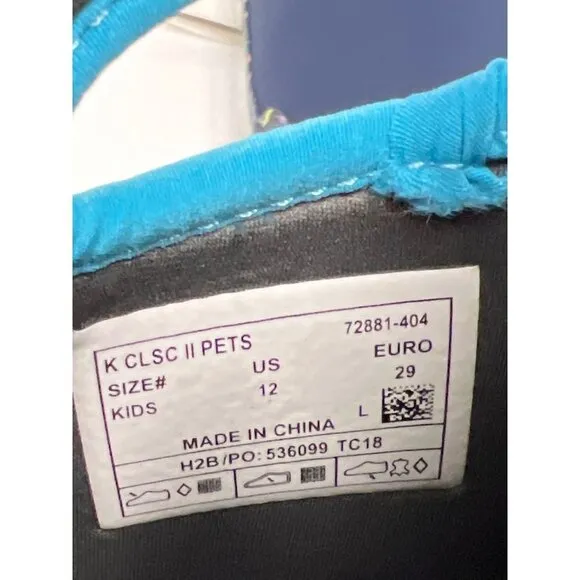 K CLSC II PETS 72881-404
SIZE# US EURO
KIDS 12 29
L
MADE IN CHINA
H2B/PO: 536099 TC18